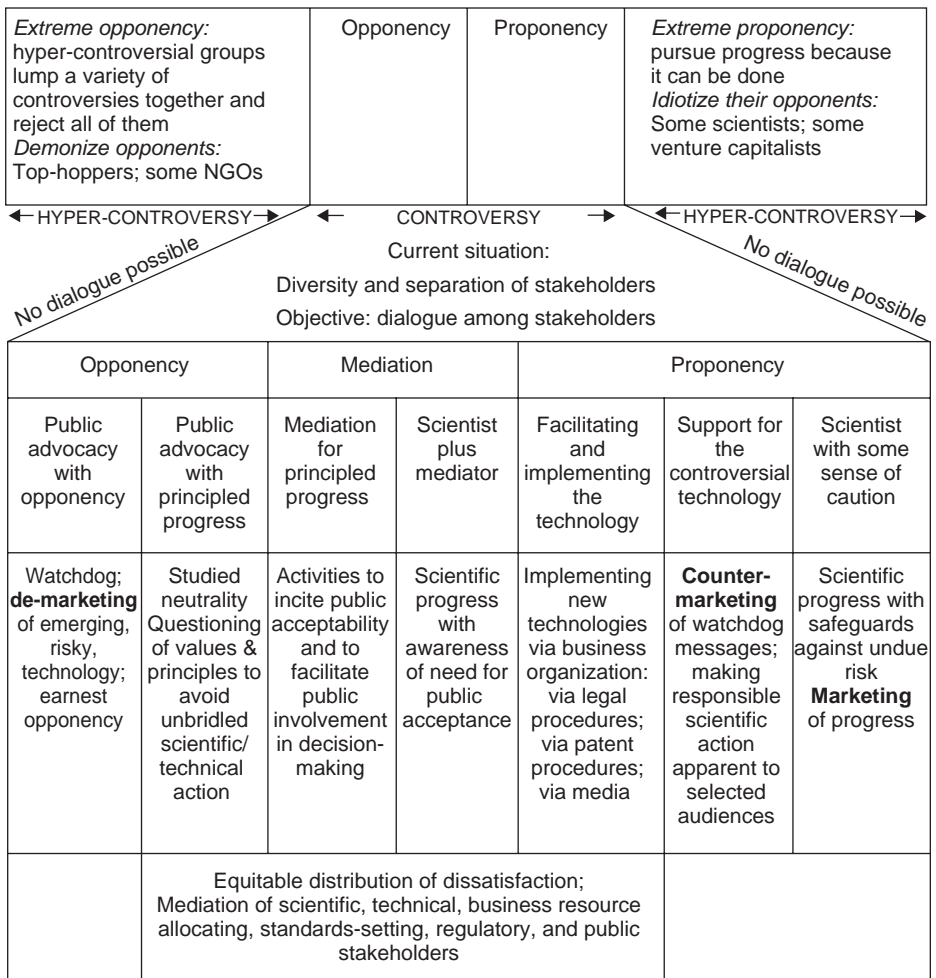 Extreme opponency:
hyper-controversial groups
lump a variety of
controversies together and
reject all of them
Demonize opponents:
Top-hoppers; some NGOs
Opponency
Proponency
Extreme proponency:
pursue progress because
it can be done
Idiotize their opponents:
Some scientists; some
venture capitalists
HYPER-CONTROVERSY
CONTROVERSY
HYPER-CONTROVERSY
No dialogue possible
Current situation:
Diversity and separation of stakeholders
Objective: dialogue among stakeholders
No dialogue possible
Opponency
Mediation
Proponency
Public
advocacy
with
opponency
Public
advocacy
with
principled
progress
Mediation
for
principled
progress
Scientist
plus
mediator
Facilitating
and
implementing
the
technology
Support for
the
controversial
technology
Scientist
with some
sense of
caution
Watchdog;
de-marketing
of emerging,
risky,
technology;
earnest
opponency
Studied
neutrality
Questioning
of values &
principles to
avoid
unbridled
scientific/
technical
action
Activities to
incite public
acceptability
and to
facilitate
public
involvement
in decision-
making
Scientific
progress
with
awareness
of need for
public
acceptance
Implementing
new
technologies
via business
organization:
via legal
procedures;
via patent
procedures;
via media
Counter-
marketing
of watchdog
messages;
making
responsible
scientific
action
apparent to
selected
audiences
Scientific
progress with
safeguards
against undue
risk
Marketing
of progress
Equitable distribution of dissatisfaction;
Mediation of scientific, technical, business resource
allocating, standards-setting, regulatory, and public
stakeholders